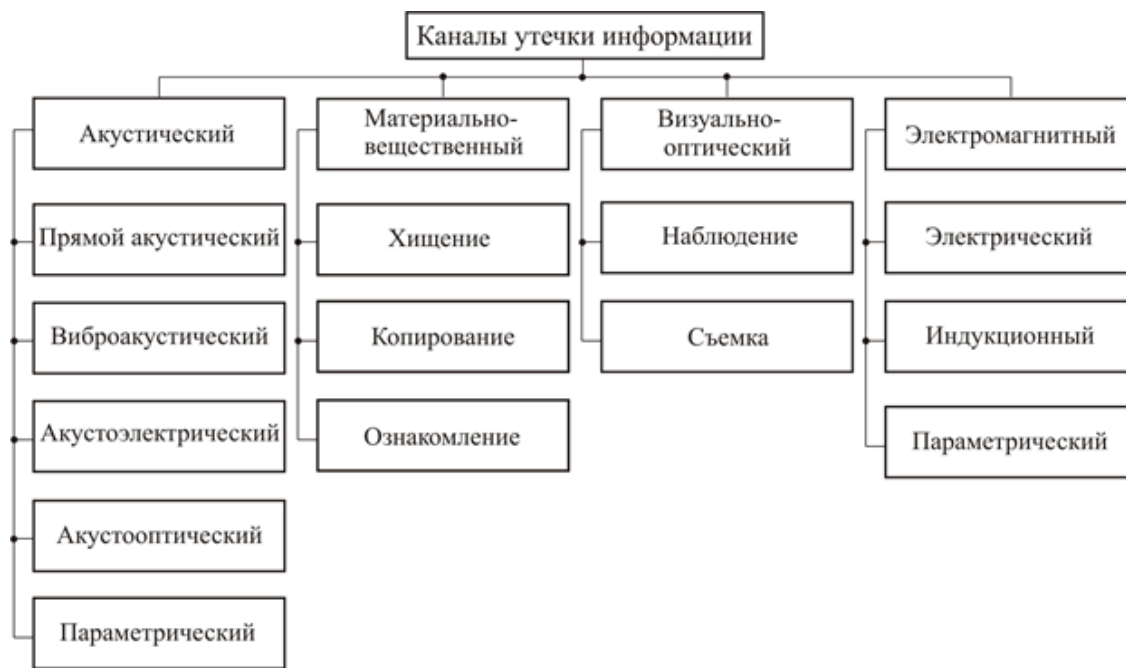 Каналы утечки информации
Акустический
Прямой акустический
Виброакустический
Акустоэлектрический
Акустооптический
Параметрический
Материально-
вещественный
Хищение
Копирование
Ознакомление
Визуально-
оптический
Наблюдение
Съемка
Электромагнитный
Электрический
Индукционный
Параметрический